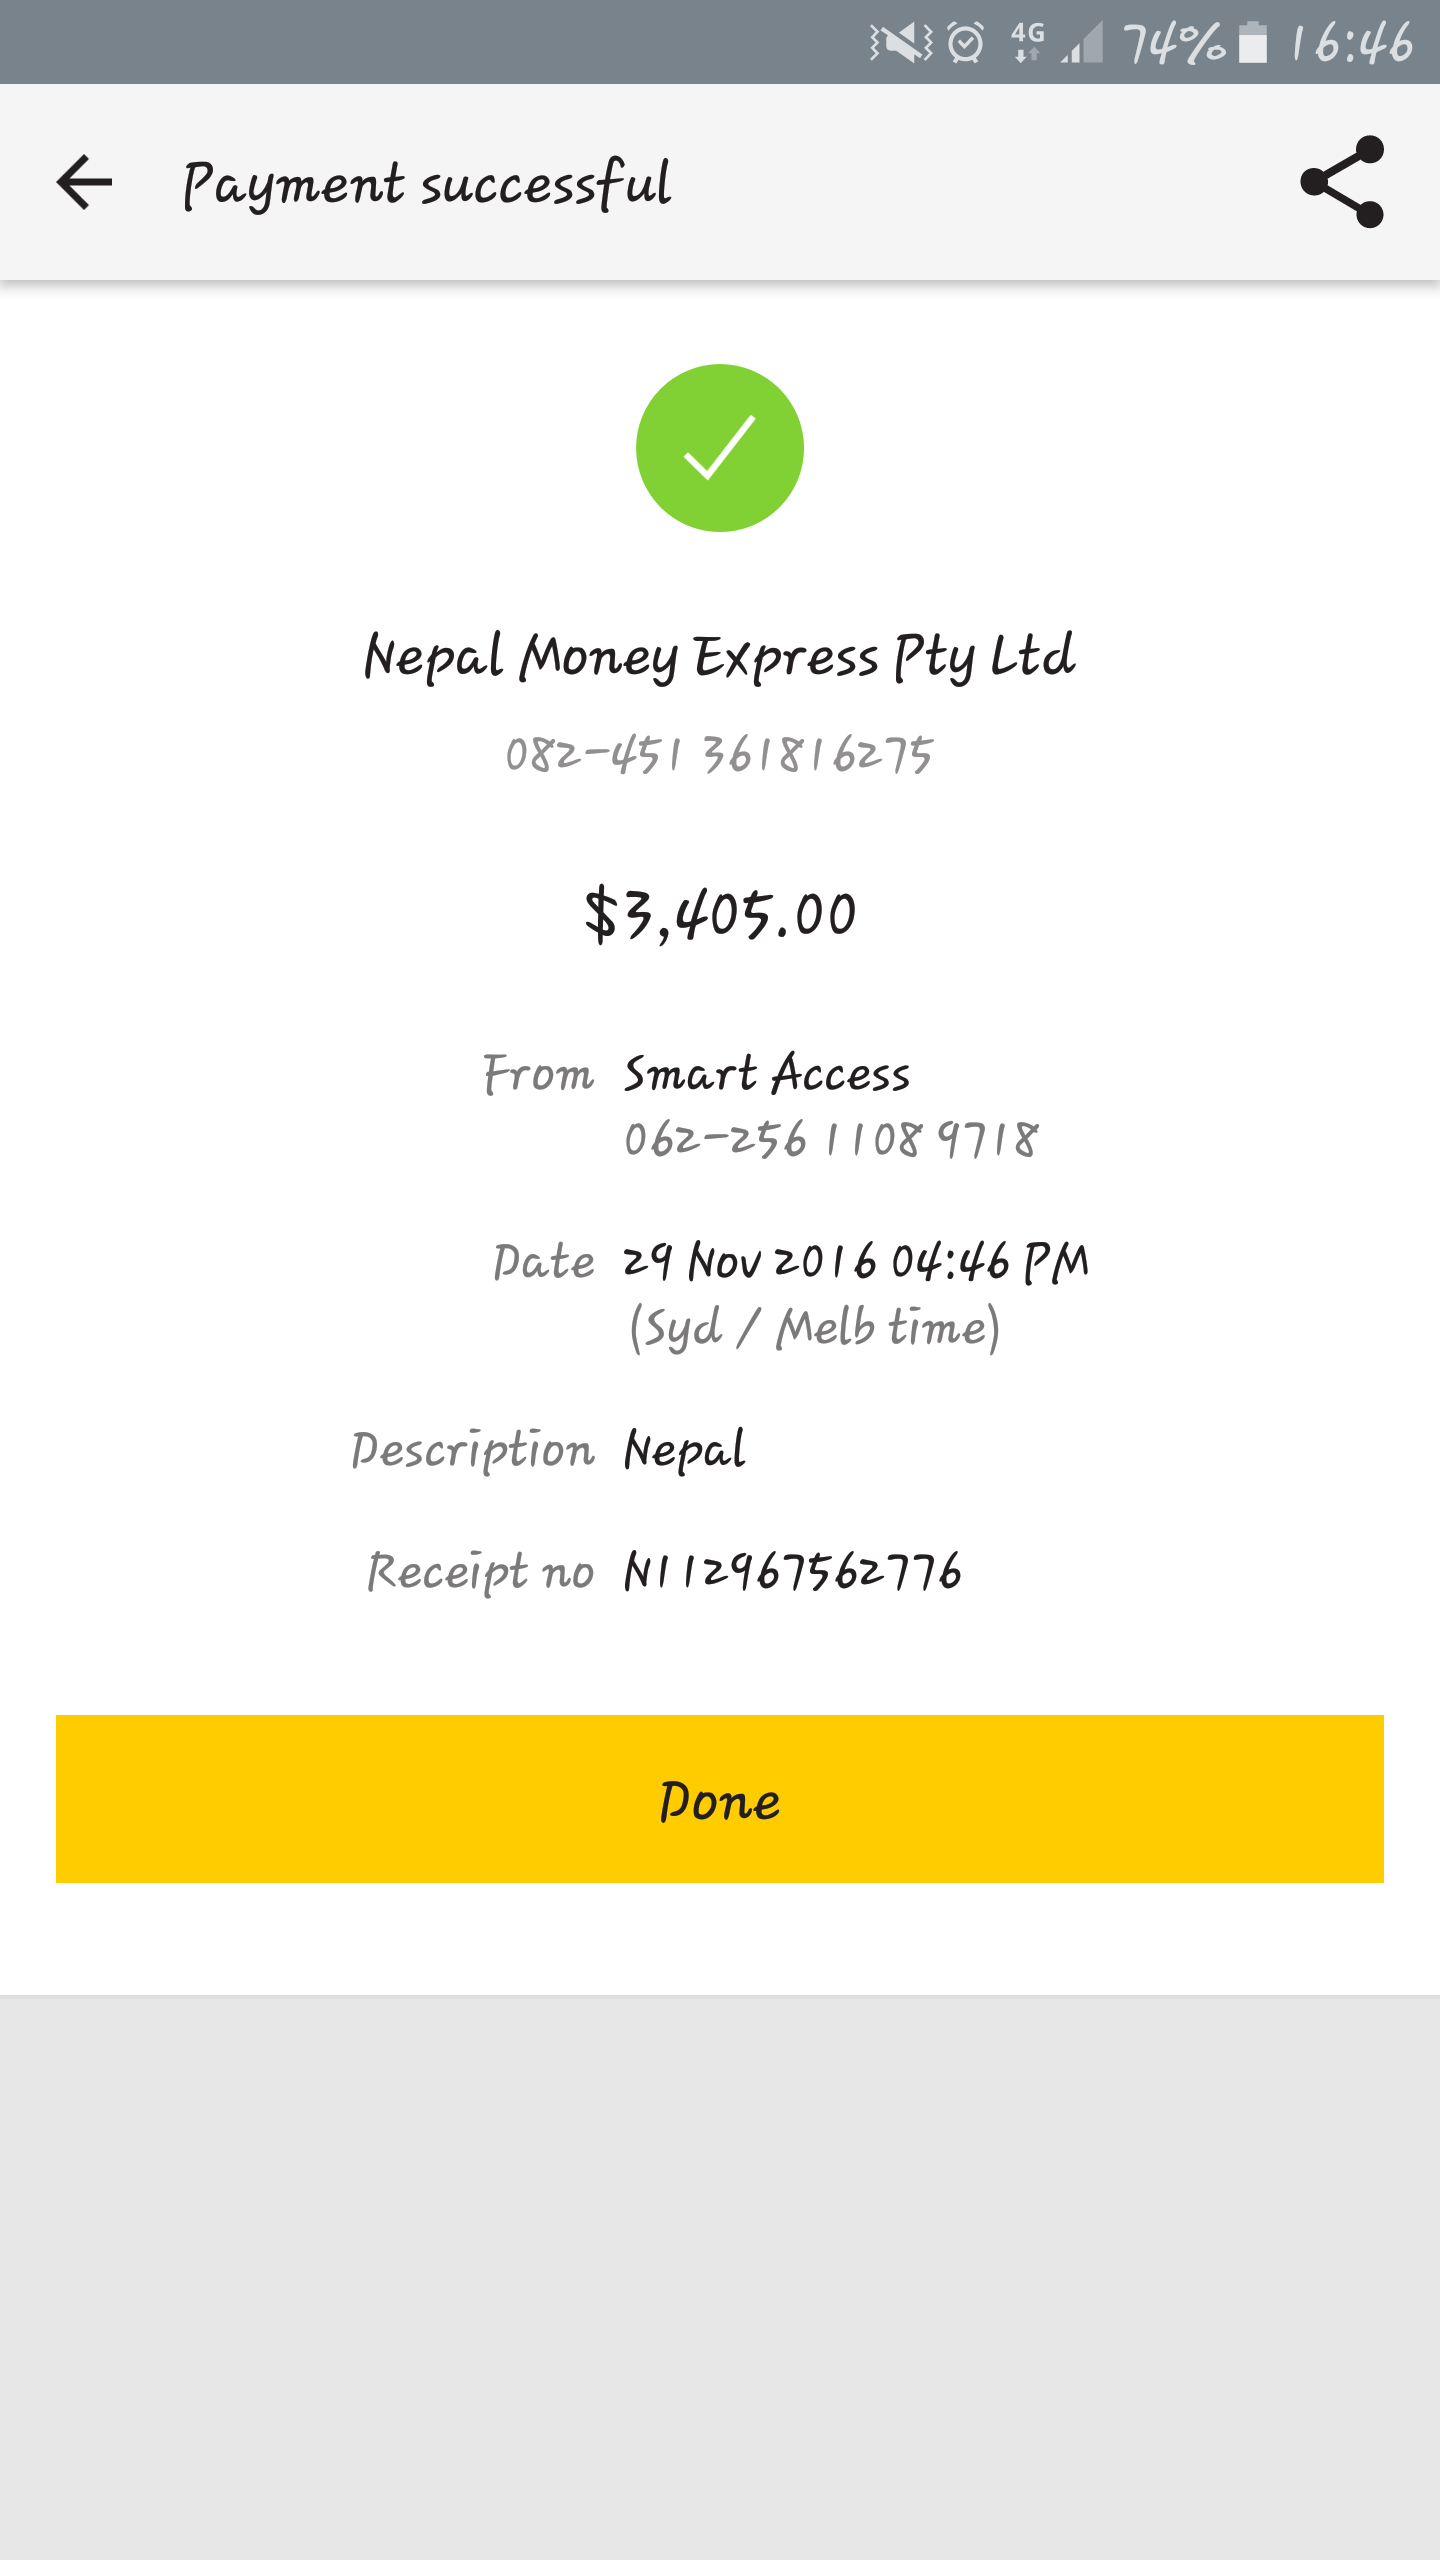 4G 74% 16:46
Payment successful
Nepal Money Express Pty Ltd
082-451 361816275
$3,405.00
From Smart Access
062-256 1108 9718
Date 29 Nov 2016 04:46 PM
(Syd / Melb time)
Description Nepal
Receipt no N112967562776
Done